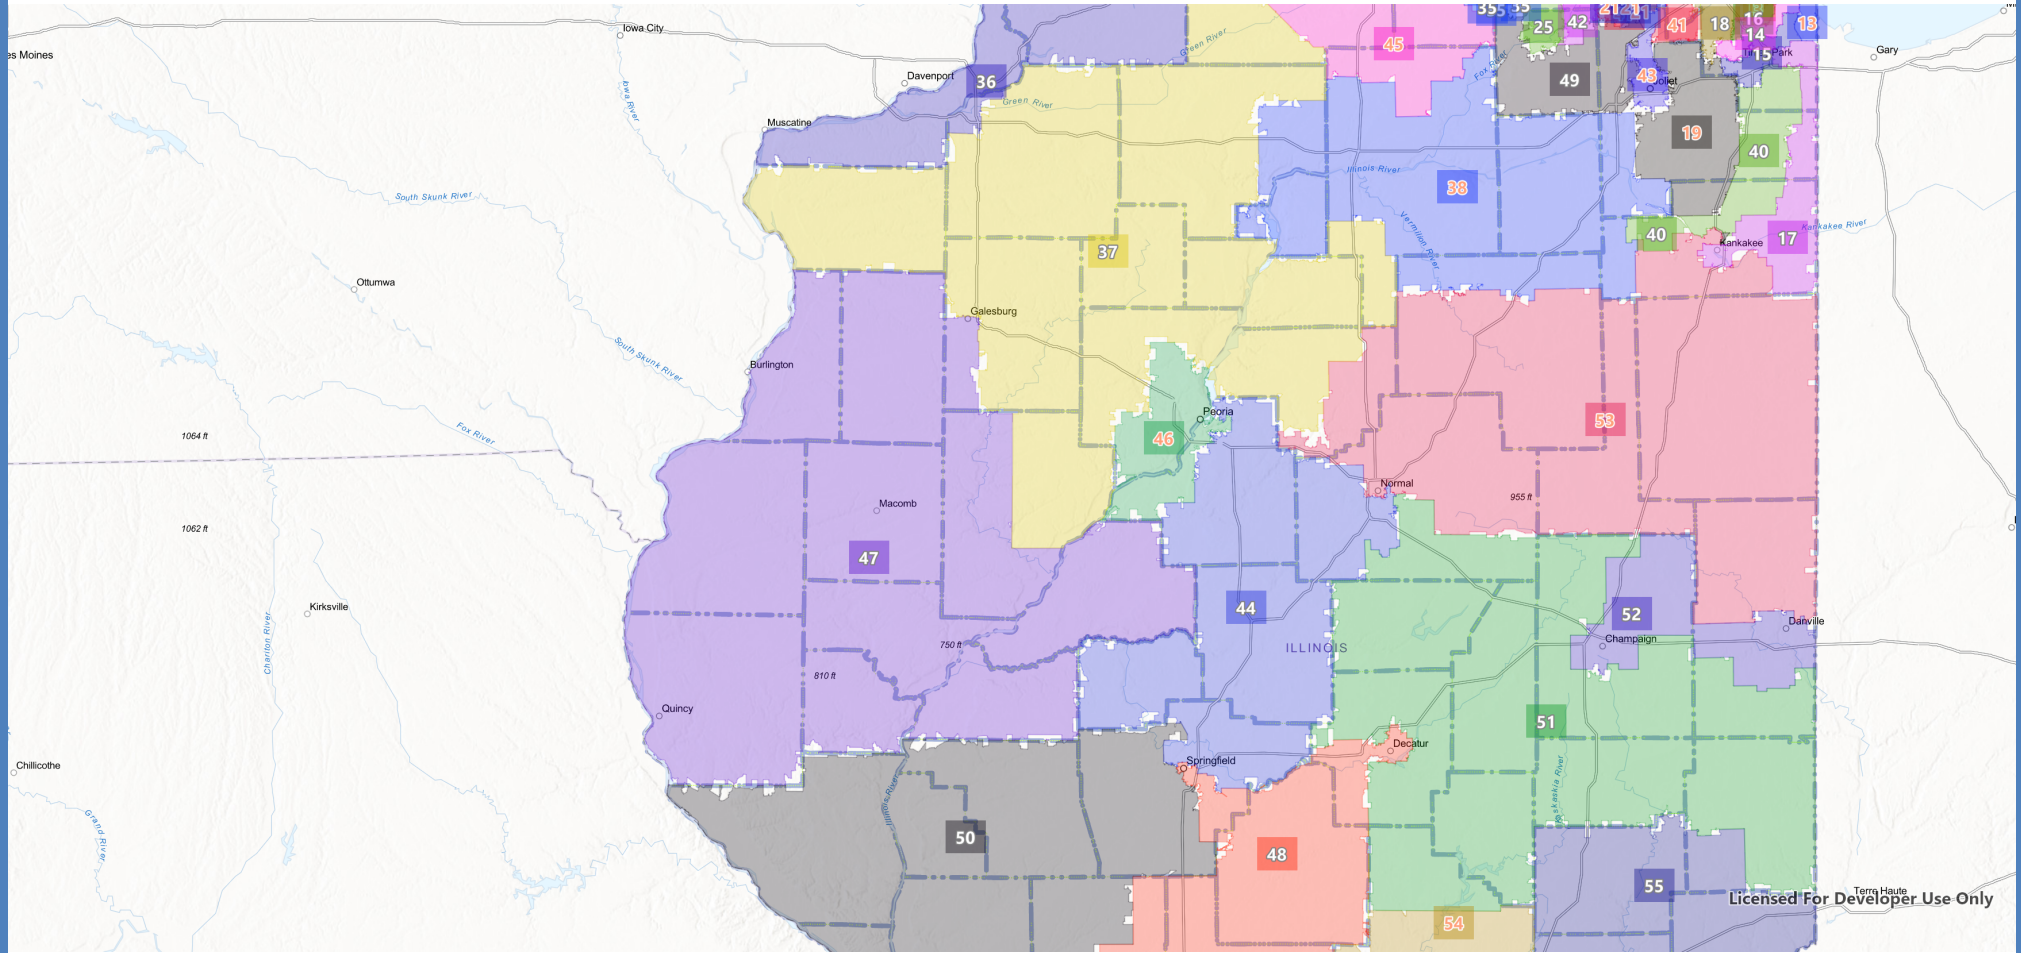 35
35
25
42
21
21
41
18
16
14
13
15
Iowa City
es Moines
Gary
Green River
45
Fox River
Davenport
36
49
43
Iowa River
Green River
Muscatine
19
40
Illinois River
38
South Skunk River
Vermilion River
Kankakee River
40
17
37
Kankakee
Ottumwa
Galesburg
South Skunk River
Burlington
Peoria
53
1064 ft
Fox River
46
Normal
955 ft
Macomb
1062 ft
47
Kirksville
44
52
Danville
Chariton River
750 ft
ILLINOIS
Champaign
810 ft
Quincy
51
Decatur
Chillicothe
Springfield
Illinois River
Kaskaskia River
Grand River
50
48
55
Terre Haute
Licensed For Developer Use Only
54